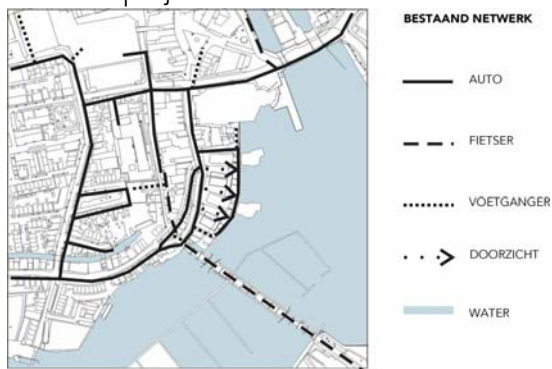 BESTAAND NETWERK
AUTO
FIETSER
VOETGANGER
DOORZICHT
WATER